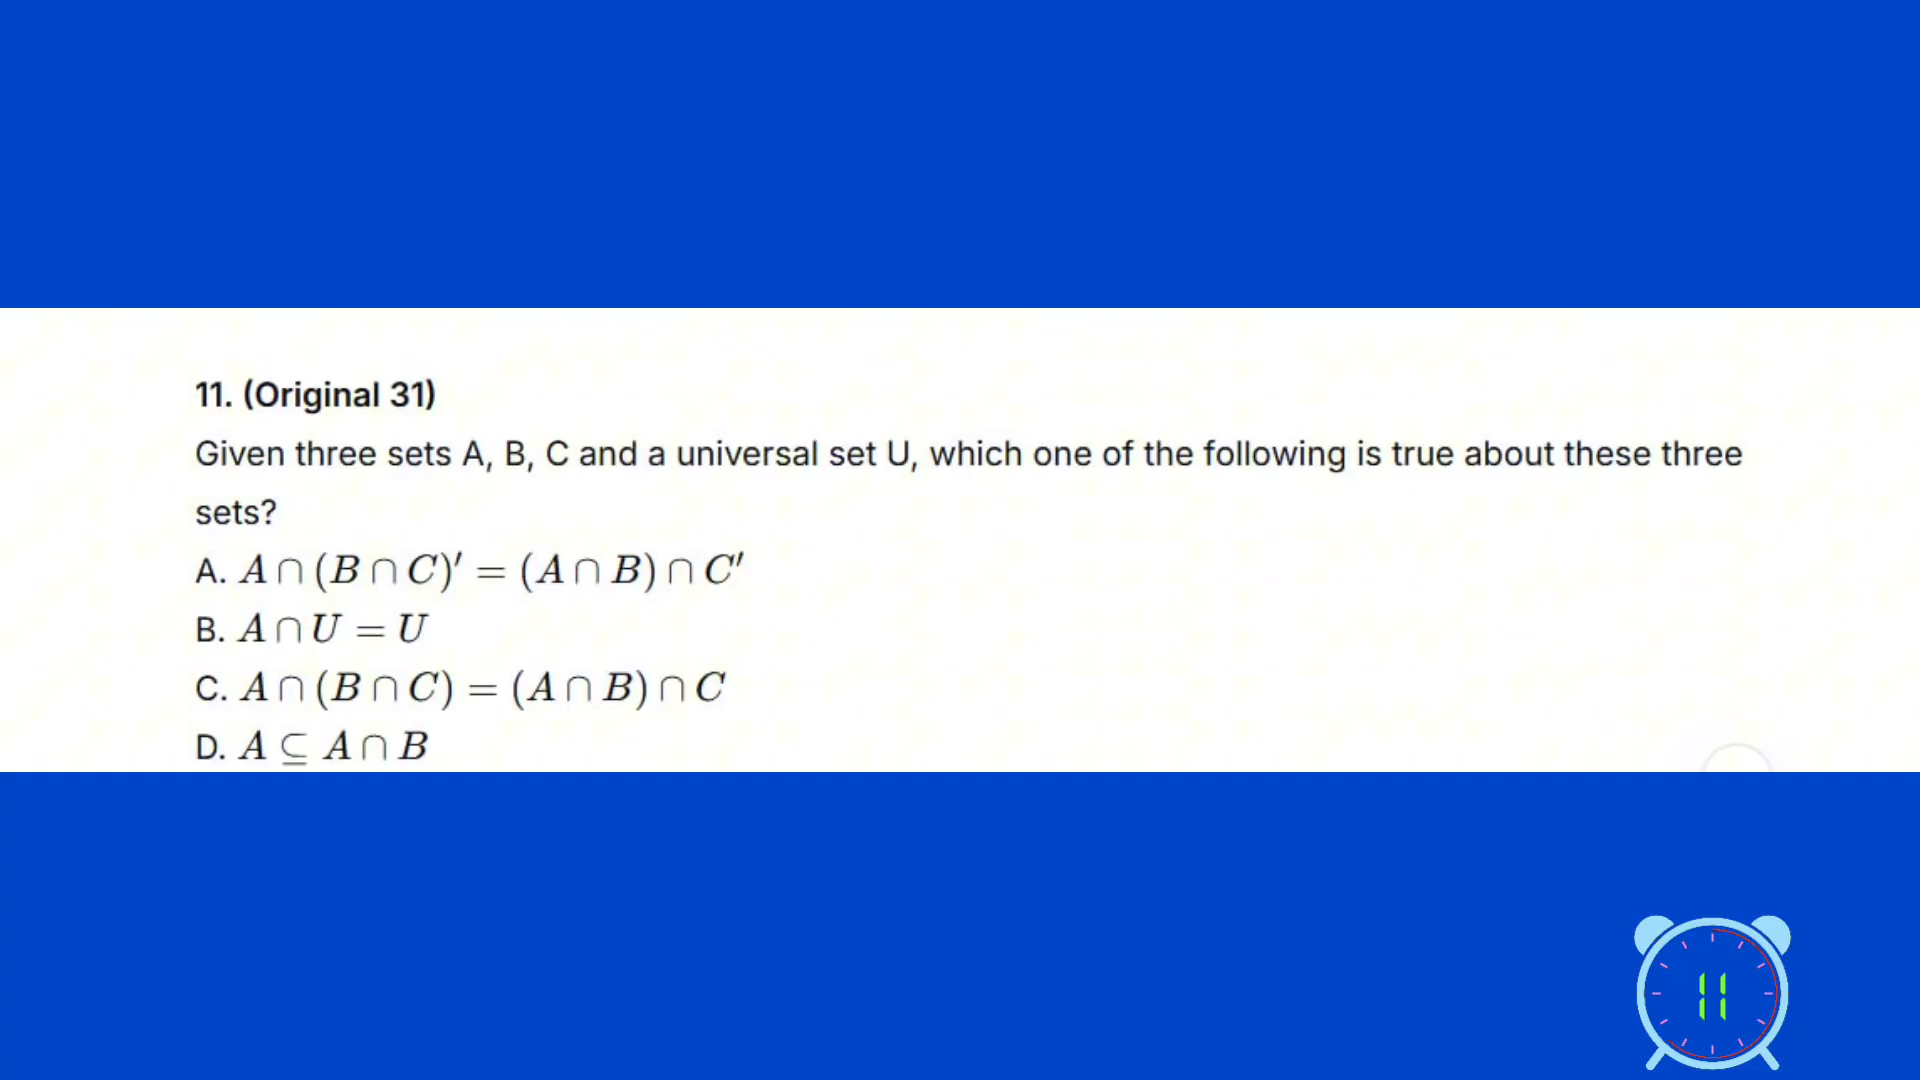 11. (Original 31)
Given three sets A, B, C and a universal set U, which one of the following is true about these three
sets?
A. A ∩ (B ∩ C)′ = (A ∩ B) ∩ C′
B. A ∩ U = U
C. A ∩ (B ∩ C) = (A ∩ B) ∩ C
D. A ⊆ A ∩ B
11